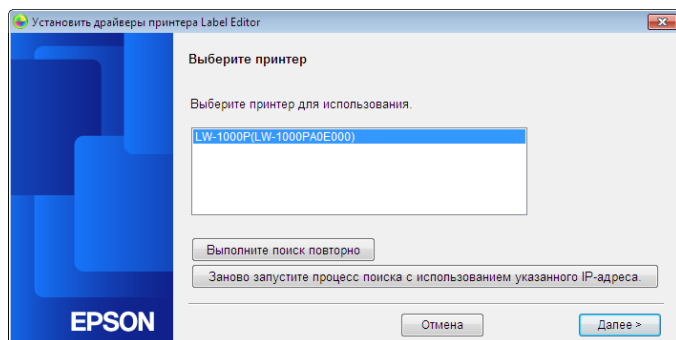 Установить драйверы принтера Label Editor
Выберите принтер
Выберите принтер для использования.
LW-1000P(LW-1000PA0E000)
Выполните поиск повторно
Заново запустите процесс поиска с использованием указанного IP-адреса.
EPSON
Отмена
Далее >